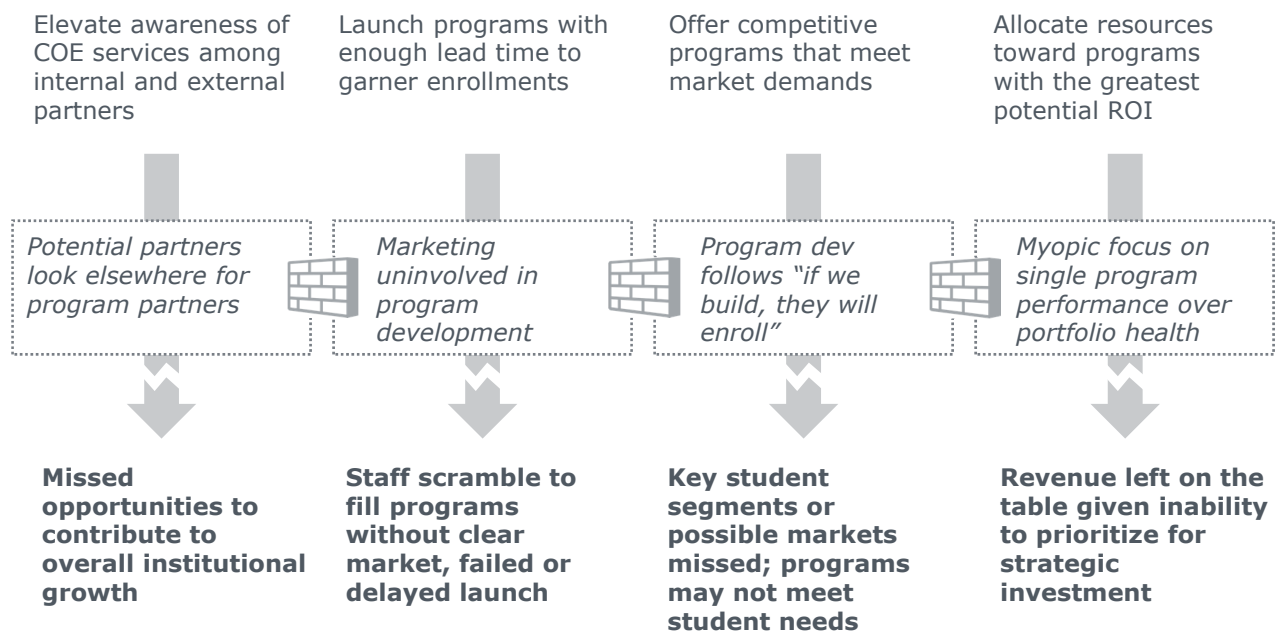 Elevate awareness of
COE services among
internal and external
partners
Launch programs with
enough lead time to
garner enrollments
Offer competitive
programs that meet
market demands
Allocate resources
toward programs
with the greatest
potential ROI
Potential partners
look elsewhere for
program partners
Marketing
uninvolved in
program
development
Program dev
follows “if we
build, they will
enroll”
Myopic focus on
single program
performance over
portfolio health
Missed
opportunities to
contribute to
overall institutional
growth
Staff scramble to
fill programs
without clear
market, failed or
delayed launch
Key student
segments or
possible markets
missed; programs
may not meet
student needs
Revenue left on the
table given inability
to prioritize for
strategic
investment